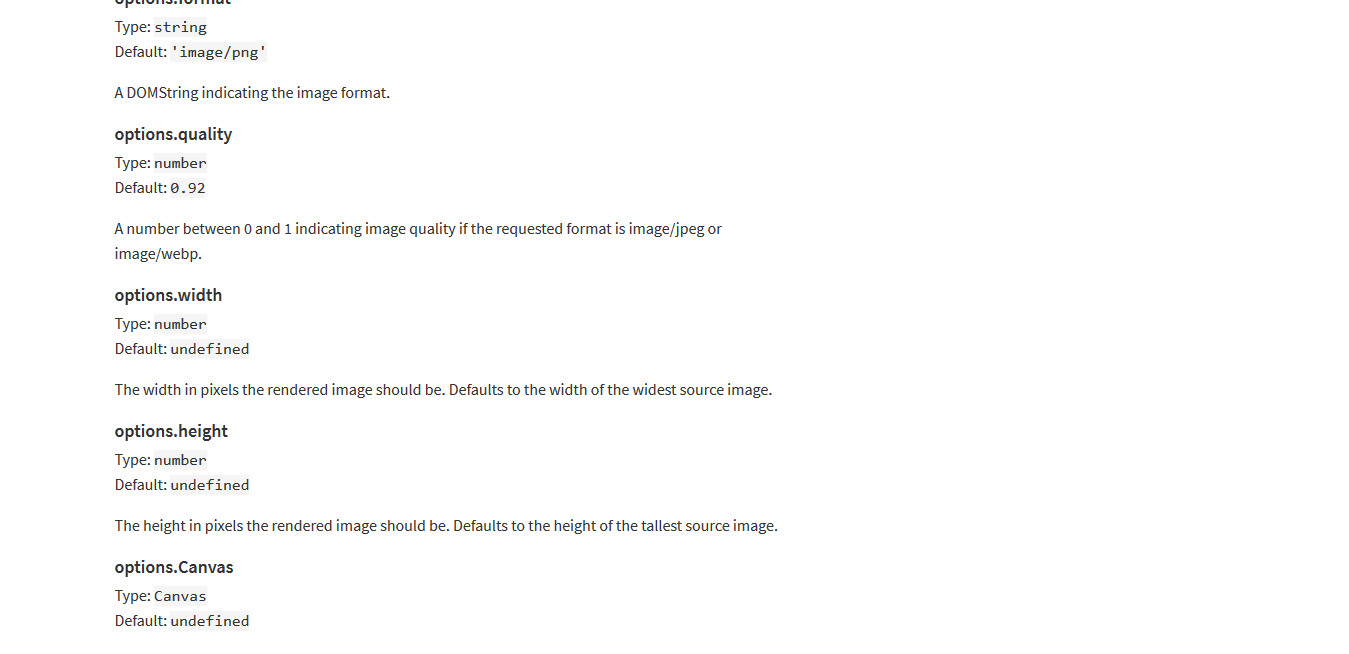 options.format
Type: string
Default: 'image/png'
A DOMString indicating the image format.
options.quality
Type: number
Default: 0.92
A number between 0 and 1 indicating image quality if the requested format is image/jpeg or
image/webp.
options.width
Type: number
Default: undefined
The width in pixels the rendered image should be. Defaults to the width of the widest source image.
options.height
Type: number
Default: undefined
The height in pixels the rendered image should be. Defaults to the height of the tallest source image.
options.Canvas
Type: Canvas
Default: undefined